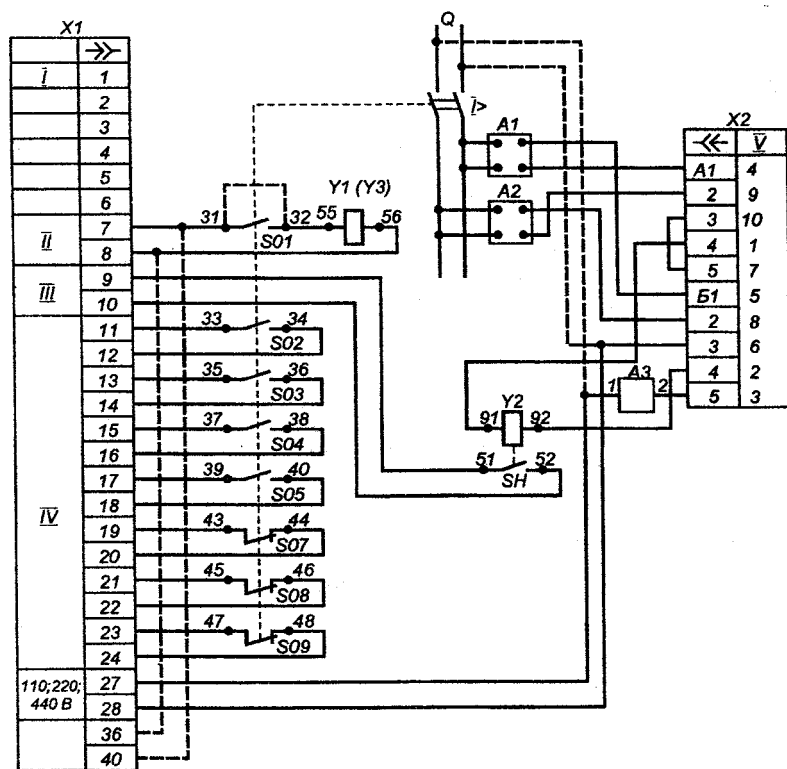 X1
Q
I 1
2
3
4
5
6
7
II 8
9
III 10
11
12
13
14
15
16
17
IV 18
19
20
21
22
23
24
110;220; 27
440 В 28
36
40
31 32 55 56
S01
Y1 (Y3)
33 34
S02
35 36
S03
37 38
S04
39 40
S05
43 44
S07
45 46
S08
47 48
S09
I>
A1
A2
91 Y2 92
51 52
SH
1 A3 2
X2
V
A1 4
2 9
3 10
4 1
5 7
Б1 5
2 8
3 6
4 2
5 3